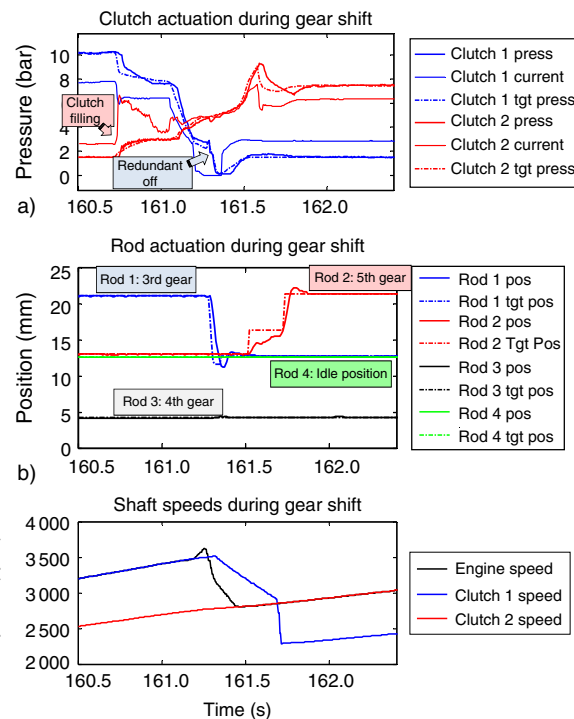 Clutch actuation during gear shift
Pressure (bar)
10
8
6
4
2
0
Clutch
filling
Redundant
off
160.5
161.0
161.5
162.0
a)
Clutch 1 press
Clutch 1 current
Clutch 1 tgt press
Clutch 2 press
Clutch 2 current
Clutch 2 tgt press
Rod actuation during gear shift
Position (mm)
25
20
15
10
5
0
Rod 1: 3rd gear
Rod 2: 5th gear
Rod 4: Idle position
Rod 3: 4th gear
160.5
161.0
161.5
162.0
b)
Rod 1 pos
Rod 1 tgt pos
Rod 2 pos
Rod 2 Tgt Pos
Rod 3 pos
Rod 3 tgt pos
Rod 4 pos
Rod 4 tgt pos
Shaft speeds during gear shift
4 000
3 500
3 000
2 500
2 000
160.5
161.0
161.5
162.0
Time (s)
Engine speed
Clutch 1 speed
Clutch 2 speed